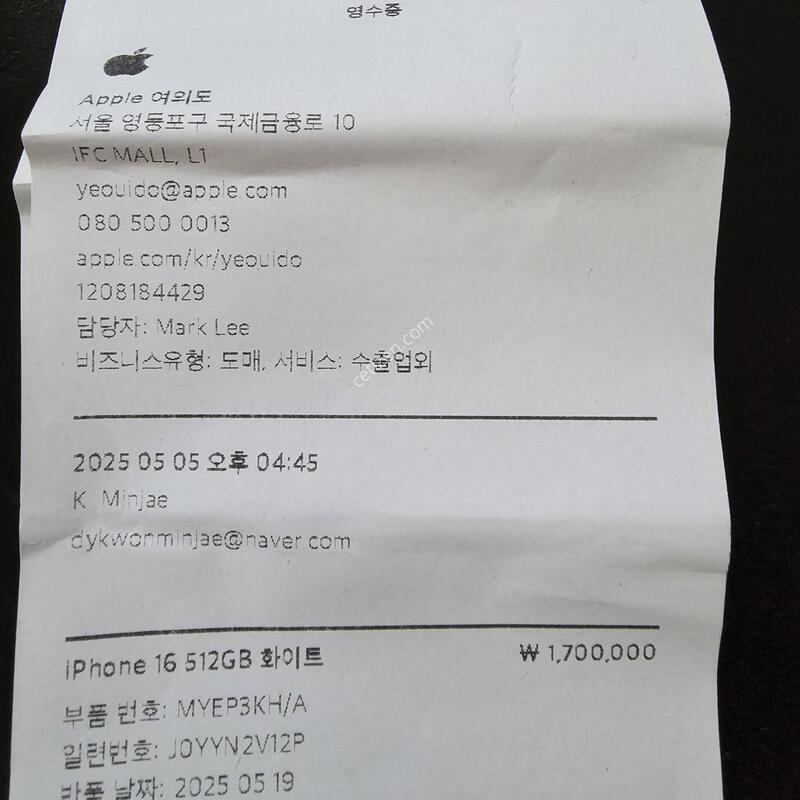 영수증
Apple 여의도
서울 영등포구 국제금융로 10
IFC MALL, L1
yeouido@apple.com
080 500 0013
apple.com/kr/yeouido
1208184429
담당자: Mark Lee
비즈니스유형: 도매, 서비스: 수출업외
2025 05 05 오후 04:45
K Minjae
dykwonminjae@naver.com
iPhone 16 512GB 화이트 ₩ 1,700,000
부품 번호: MYEP3KH/A
일련번호: J0YYN2V12P
반품 날짜: 2025 05 19